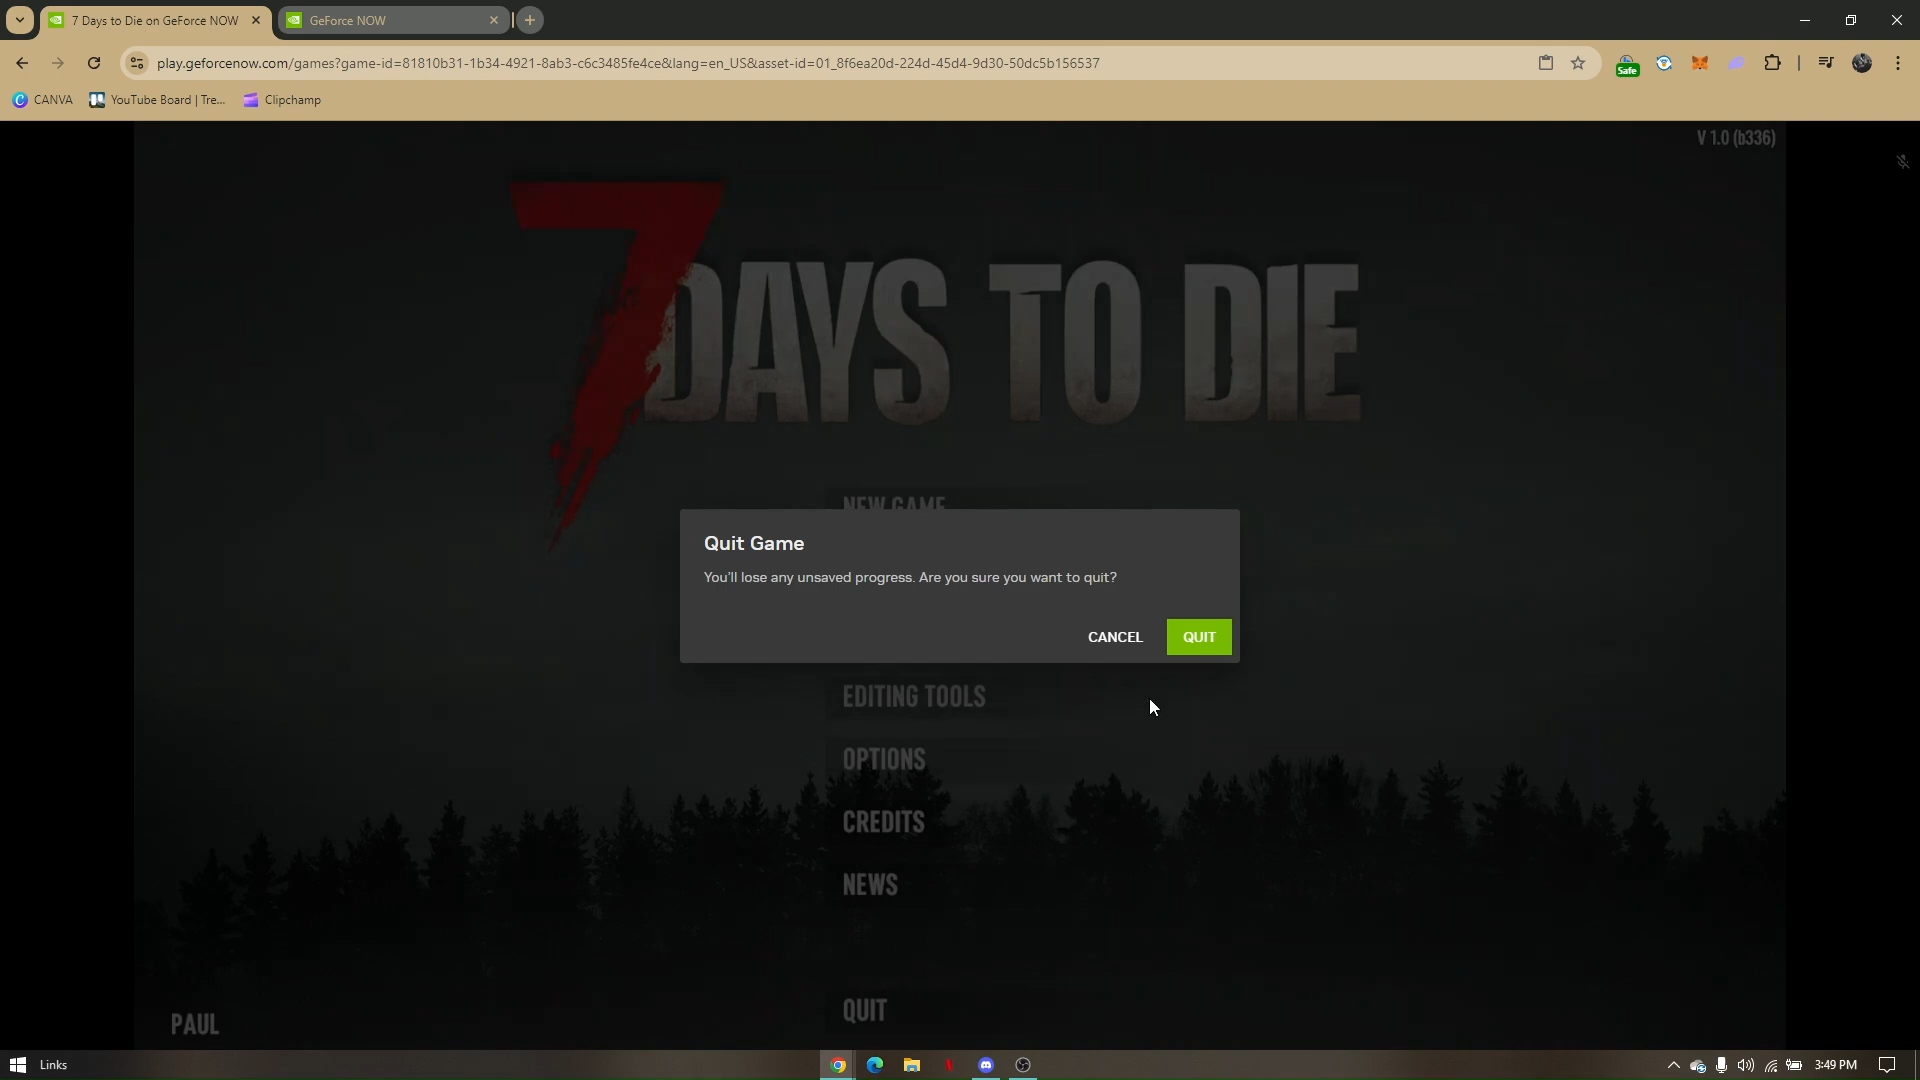 7 Days to Die on GeForce NOW
GeForce NOW
play.geforcenow.com/games?game-id=81810b31-1b34-4921-8ab3-c6c3485fe4ce&lang=en_US&asset-id=01_8f6ea20d-224d-45d4-9d30-50dc5b156537
Safe
CANVA
YouTube Board | Tre...
Clipchamp
V 1.0 (b336)
7 DAYS TO DIE
NEW GAME
Quit Game
You'll lose any unsaved progress. Are you sure you want to quit?
CANCEL
QUIT
EDITING TOOLS
OPTIONS
CREDITS
NEWS
QUIT
PAUL
Links
3:49 PM